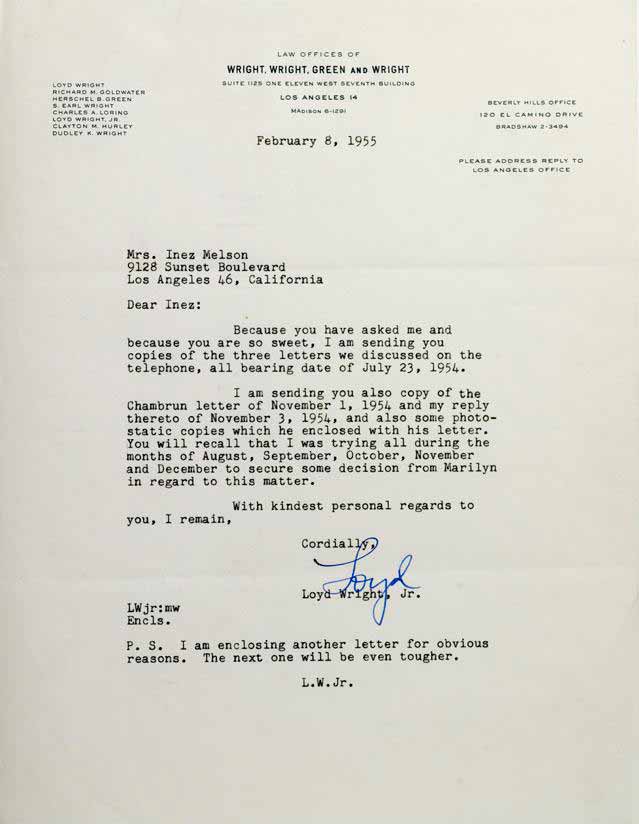 LAW OFFICES OF
WRIGHT, WRIGHT, GREEN AND WRIGHT
SUITE 1125 ONE ELEVEN WEST SEVENTH BUILDING
LOS ANGELES 14
MADISON 6-1291
LOYD WRIGHT
RICHARD M. GOLDWATER
HERSCHEL B. GREEN
S. EARL WRIGHT
CHARLES A. LORING
LOYD WRIGHT, JR.
CLAYTON M. HURLEY
DUDLEY K. WRIGHT
BEVERLY HILLS OFFICE
120 EL CAMINO DRIVE
BRADSHAW 2-3494
February 8, 1955
PLEASE ADDRESS REPLY TO
LOS ANGELES OFFICE
Mrs. Inez Melson
9128 Sunset Boulevard
Los Angeles 46, California
Dear Inez:
Because you have asked me and
because you are so sweet, I am sending you
copies of the three letters we discussed on the
telephone, all bearing date of July 23, 1954.
I am sending you also copy of the
Chambrun letter of November 1, 1954 and my reply
thereto of November 3, 1954, and also some photo-
static copies which he enclosed with his letter.
You will recall that I was trying all during the
months of August, September, October, November
and December to secure some decision from Marilyn
in regard to this matter.
With kindest personal regards to
you, I remain,
Cordially,
Loyd
Loyd Wright, Jr.
LWjr:mw
Encls.
P. S. I am enclosing another letter for obvious
reasons. The next one will be even tougher.
L.W.Jr.